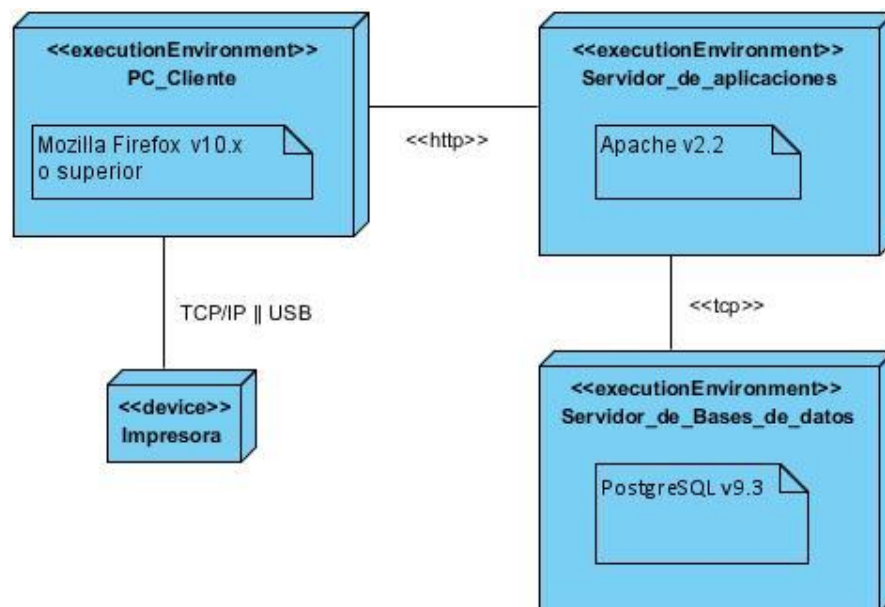 <<executionEnvironment>>
PC_Cliente
Mozilla Firefox v10.x
o superior
<<http>>
<<executionEnvironment>>
Servidor_de_aplicaciones
Apache v2.2
TCP/IP || USB
<<tcp>>
<<device>>
Impresora
<<executionEnvironment>>
Servidor_de_Bases_de_datos
PostgreSQL v9.3